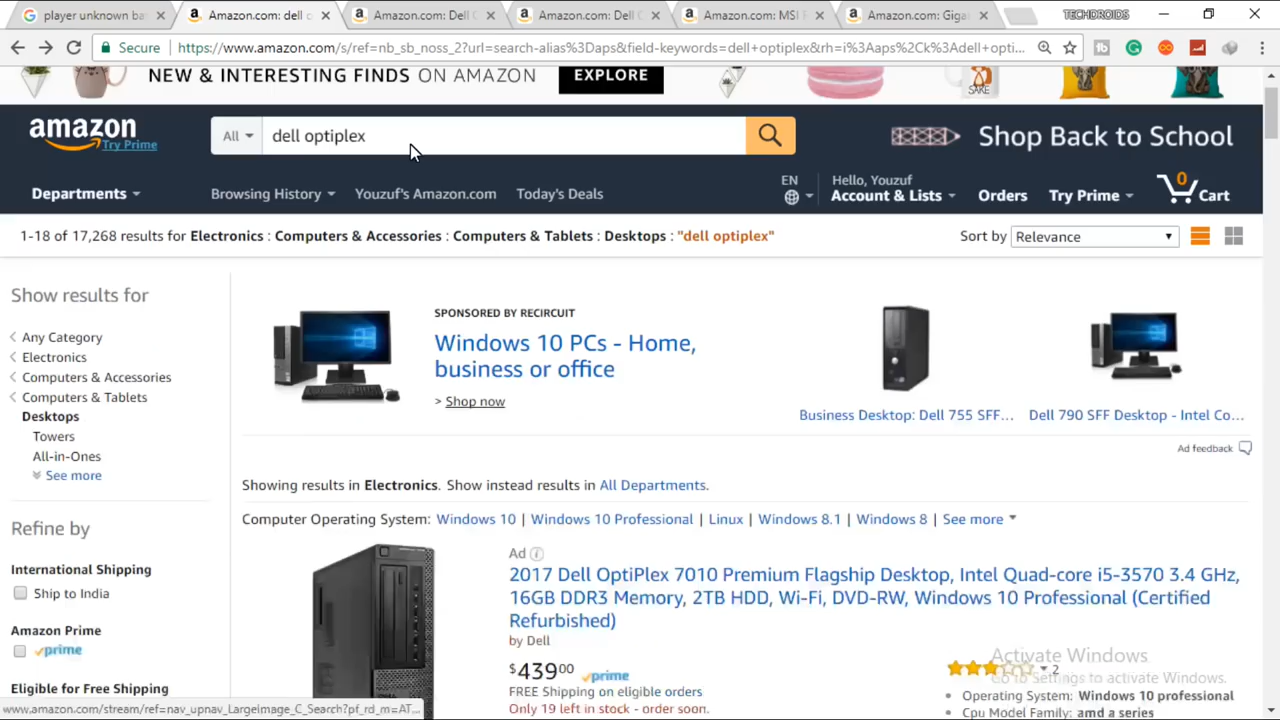 player unknown ba
Amazon.com: dell c
Amazon.com: Dell C
Amazon.com: Dell C
Amazon.com: MSI R
Amazon.com: Giga
TECHDROIDS
Secure
https://www.amazon.com/s/ref=nb_sb_noss_2?url=search-alias%3Daps&field-keywords=dell+optiplex&rh=i%3Aaps%2Ck%3Adell+opti...
NEW & INTERESTING FINDS ON AMAZON
EXPLORE
SAKE
amazon
Try Prime
All
dell optiplex
Shop Back to School
Departments
Browsing History
Youzuf's Amazon.com
Today's Deals
EN
Hello, Youzuf
Account & Lists
Orders
Try Prime
0
Cart
1-18 of 17,268 results for Electronics : Computers & Accessories : Computers & Tablets : Desktops : "dell optiplex"
Sort by
Relevance
Show results for
Any Category
Electronics
Computers & Accessories
Computers & Tablets
Desktops
Towers
All-in-Ones
See more
Refine by
International Shipping
Ship to India
Amazon Prime
prime
Eligible for Free Shipping
www.amazon.com/stream/ref=nav_upnav_LargeImage_C_Search?pf_rd_m=AT...
SPONSORED BY RECIRCUIT
Windows 10 PCs - Home,
business or office
> Shop now
Business Desktop: Dell 755 SFF...
Dell 790 SFF Desktop - Intel Co...
Ad feedback
Showing results in Electronics. Show instead results in All Departments.
Computer Operating System: Windows 10 | Windows 10 Professional | Linux | Windows 8.1 | Windows 8 | See more
Ad
2017 Dell OptiPlex 7010 Premium Flagship Desktop, Intel Quad-core i5-3570 3.4 GHz,
16GB DDR3 Memory, 2TB HDD, Wi-Fi, DVD-RW, Windows 10 Professional (Certified
Refurbished)
by Dell
$439.00 prime
FREE Shipping on eligible orders
Only 19 left in stock - order soon.
2
Operating System: Windows 10 professional
Cpu Model Family: amd a series
Activate Windows
Go to Settings to activate Windows.